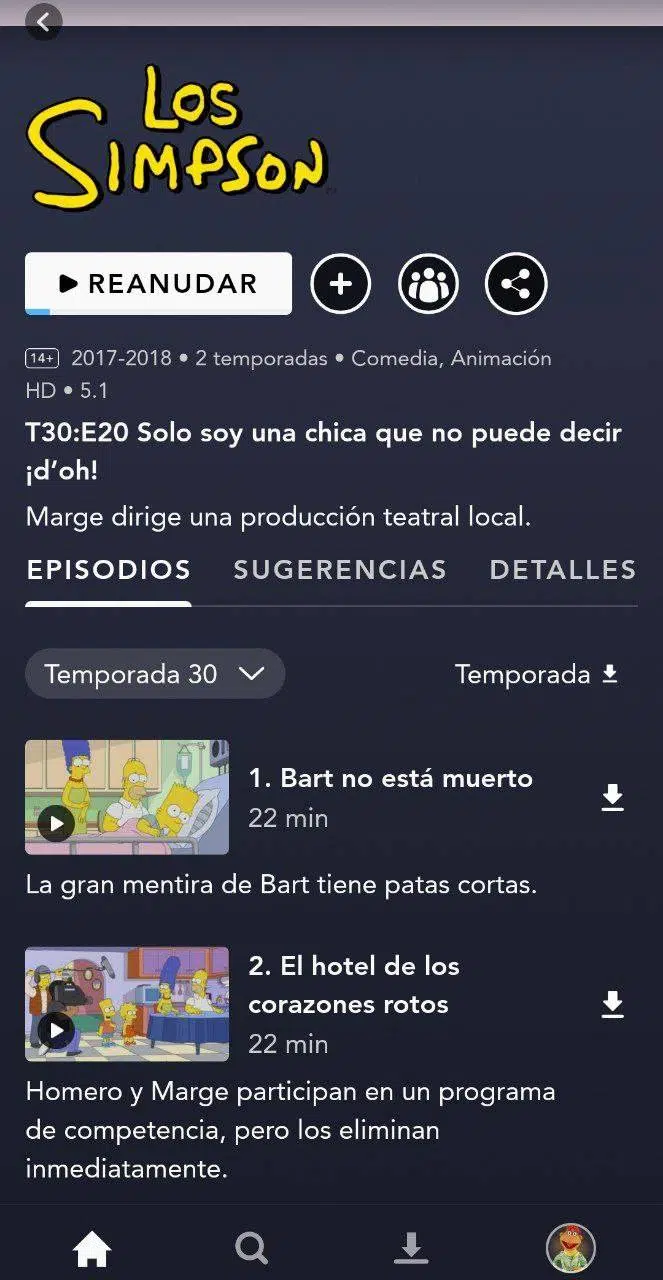 Los
Simpson
REANUDAR
14+ 2017-2018 • 2 temporadas • Comedia, Animación
HD • 5.1
T30:E20 Solo soy una chica que no puede decir
¡d’oh!
Marge dirige una producción teatral local.
EPISODIOS SUGERENCIAS DETALLES
Temporada 30 Temporada
1. Bart no está muerto
22 min
La gran mentira de Bart tiene patas cortas.
2. El hotel de los
corazones rotos
22 min
Homero y Marge participan en un programa
de competencia, pero los eliminan
inmediatamente.